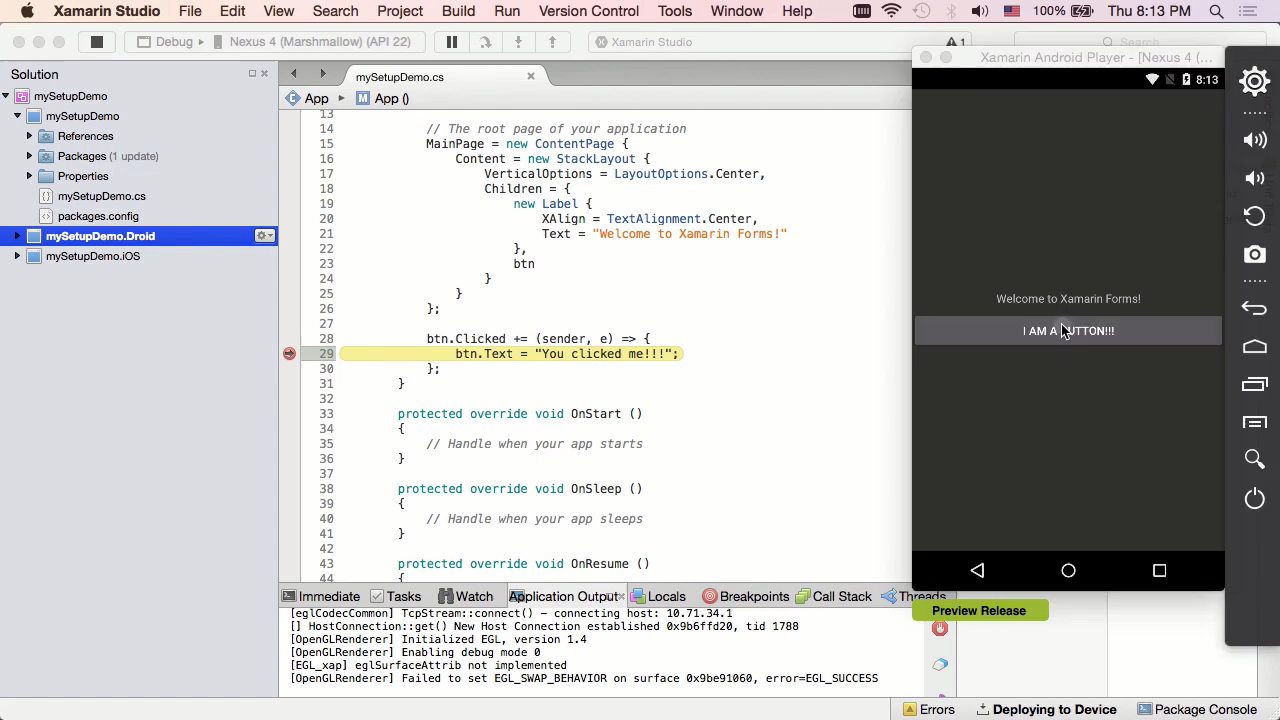 Xamarin Studio File Edit View Search Project Build Run Version Control Tools Window Help 100% Thu 8:13 PM
Debug Nexus 4 (Marshmallow) (API 22) Xamarin Studio 1 Search
Solution
mySetupDemo
mySetupDemo
References
Packages (1 update)
Properties
mySetupDemo.cs
packages.config
mySetupDemo.Droid
mySetupDemo.iOS
mySetupDemo.cs
App App ()
13
14 // The root page of your application
15 MainPage = new ContentPage {
16 Content = new StackLayout {
17 VerticalOptions = LayoutOptions.Center,
18 Children = {
19 new Label {
20 XAlign = TextAlignment.Center,
21 Text = "Welcome to Xamarin Forms!"
22 },
23 btn
24 }
25 }
26 };
27
28 btn.Clicked += (sender, e) => {
29 btn.Text = "You clicked me!!!";
30 };
31 }
32
33 protected override void OnStart ()
34 {
35 // Handle when your app starts
36 }
37
38 protected override void OnSleep ()
39 {
40 // Handle when your app sleeps
41 }
42
43 protected override void OnResume ()
44 {
Xamarin Android Player - [Nexus 4 (...
8:13
Welcome to Xamarin Forms!
I AM A BUTTON!!!
Preview Release
Immediate Tasks Watch Application Output Locals Breakpoints Call Stack Threads
[eglCodecCommon] TcpStream::connect() - connecting host: 10.71.34.1
[] HostConnection::get() New Host Connection established 0x9b6ffd20, tid 1788
[OpenGLRenderer] Initialized EGL, version 1.4
[OpenGLRenderer] Enabling debug mode 0
[EGL_xap] eglSurfaceAttrib not implemented
[OpenGLRenderer] Failed to set EGL_SWAP_BEHAVIOR on surface 0x9be91060, error=EGL_SUCCESS
Errors Deploying to Device Package Console